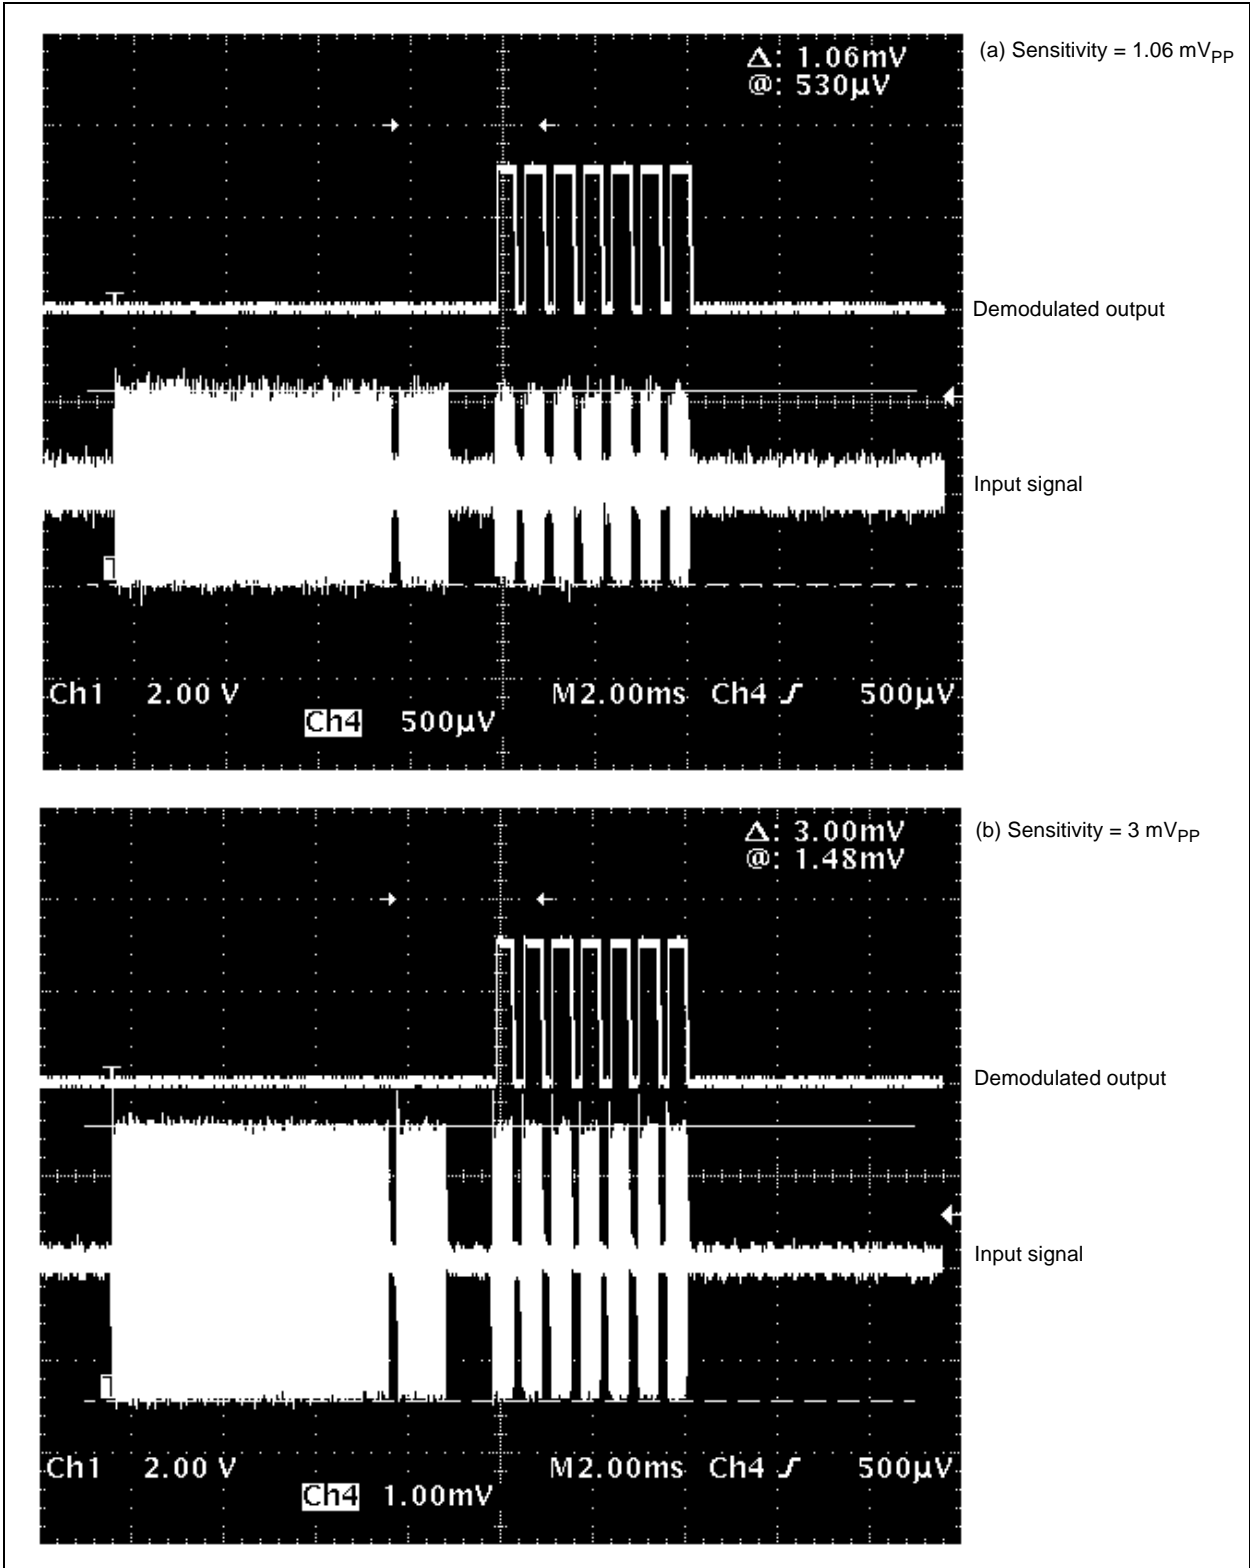 Δ: 1.06mV
@: 530µV
(a) Sensitivity = 1.06 mVPP
Demodulated output
Input signal
Ch1 2.00 V M2.00ms Ch4 ƒ 500µV
Ch4 500µV
Δ: 3.00mV
@: 1.48mV
(b) Sensitivity = 3 mVPP
Demodulated output
Input signal
Ch1 2.00 V M2.00ms Ch4 ƒ 500µV
Ch4 1.00mV